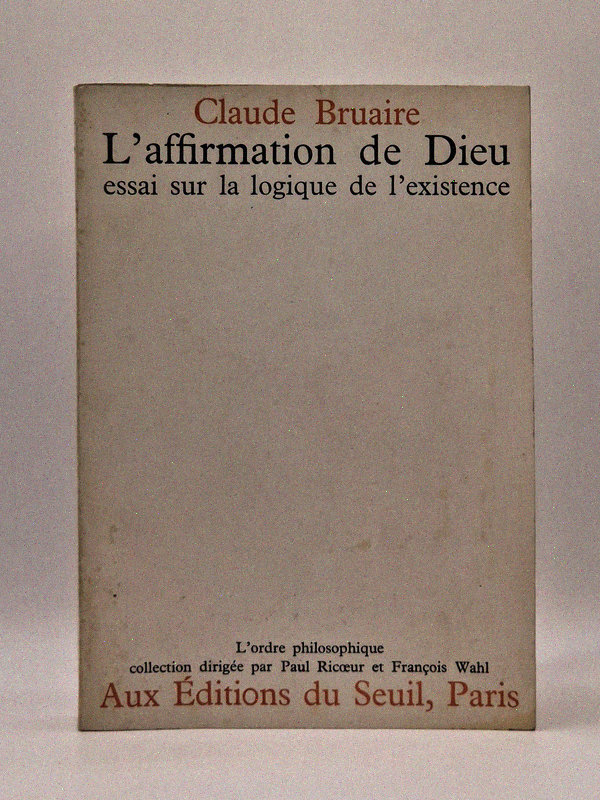 Claude Bruaire
L'affirmation de Dieu
essai sur la logique de l'existence
L'ordre philosophique
collection dirigée par Paul Ricœur et François Wahl
Aux Éditions du Seuil, Paris